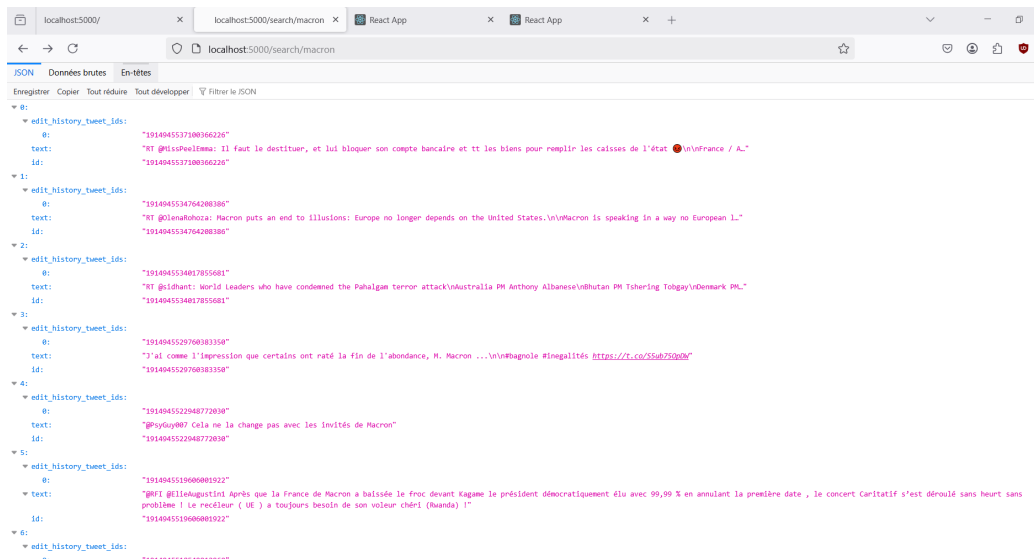 localhost:5000/ × localhost:5000/search/macron × React App × React App × +
localhost:5000/search/macron
JSON Données brutes En-têtes
Enregistrer Copier Tout réduire Tout développer Filtrer le JSON
0:
edit_history_tweet_ids:
0: "1914945537100366226"
text: "RT @MissPeelEmma: Il faut le destituer, et lui bloquer son compte bancaire et tt les biens pour remplir les caisses de l'état 😡\n\nFrance / A…"
id: "1914945537100366226"
1:
edit_history_tweet_ids:
0: "1914945534764208386"
text: "RT @OlenaRohoza: Macron puts an end to illusions: Europe no longer depends on the United States.\n\nMacron is speaking in a way no European l…"
id: "1914945534764208386"
2:
edit_history_tweet_ids:
0: "1914945534017855681"
text: "RT @sidhant: World Leaders who have condemned the Pahalgam terror attack\nAustralia PM Anthony Albanese\nBhutan PM Tshering Tobgay\nDenmark PM…"
id: "1914945534017855681"
3:
edit_history_tweet_ids:
0: "1914945529760383350"
text: "J'ai comme l'impression que certains ont raté la fin de l'abondance, M. Macron ...\n\n#bagnole #inegalités https://t.co/S5ub75OpDW"
id: "1914945529760383350"
4:
edit_history_tweet_ids:
0: "1914945522948772030"
text: "@PsyGuy007 Cela ne la change pas avec les invités de Macron"
id: "1914945522948772030"
5:
edit_history_tweet_ids:
0: "1914945519606001922"
text: "@RFI @ElieAugustin1 Après que la France de Macron a baissée le froc devant Kagame le président démocratiquement élu avec 99,99 % en annulant la première date , le concert Caritatif s’est déroulé sans heurt sans
problème ! Le recéleur ( UE ) a toujours besoin de son voleur chéri (Rwanda) !"
id: "1914945519606001922"
6:
edit_history_tweet_ids:
0: